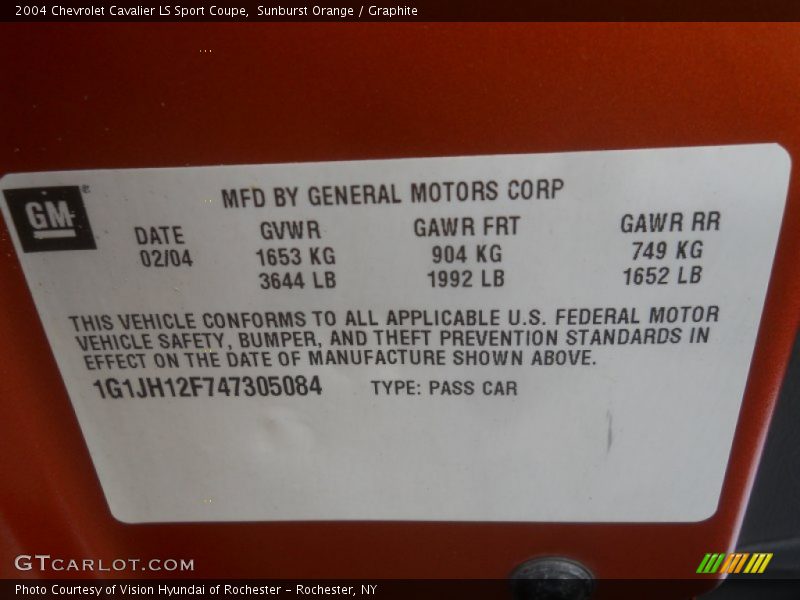 2004 Chevrolet Cavalier LS Sport Coupe, Sunburst Orange / Graphite
GM ®
MFD BY GENERAL MOTORS CORP
DATE GVWR GAWR FRT GAWR RR
02/04 1653 KG 904 KG 749 KG
3644 LB 1992 LB 1652 LB
THIS VEHICLE CONFORMS TO ALL APPLICABLE U.S. FEDERAL MOTOR
VEHICLE SAFETY, BUMPER, AND THEFT PREVENTION STANDARDS IN
EFFECT ON THE DATE OF MANUFACTURE SHOWN ABOVE.
1G1JH12F747305084 TYPE: PASS CAR
GTCARLOT.COM
Photo Courtesy of Vision Hyundai of Rochester – Rochester, NY